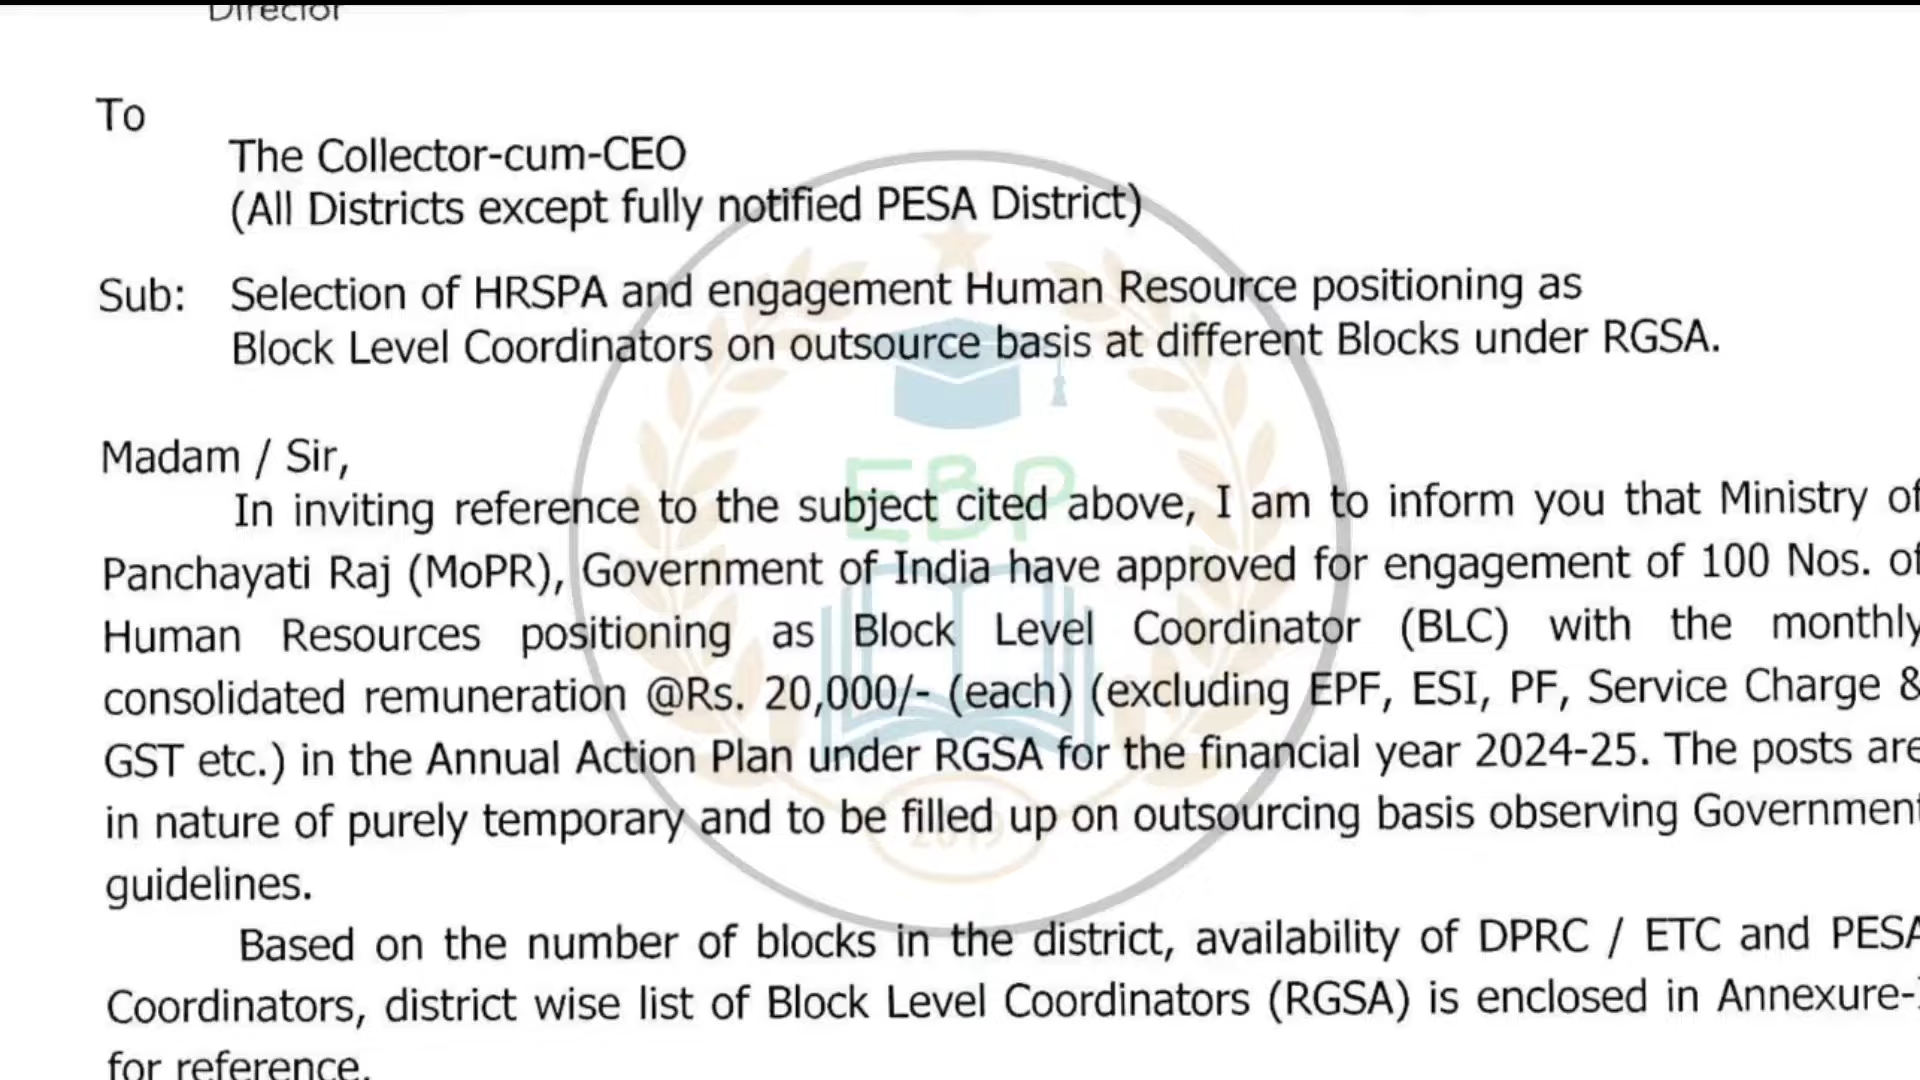 Director
To
The Collector-cum-CEO
(All Districts except fully notified PESA District)
Sub: Selection of HRSPA and engagement Human Resource positioning as
Block Level Coordinators on outsource basis at different Blocks under RGSA.
Madam / Sir,
In inviting reference to the subject cited above, I am to inform you that Ministry of
Panchayati Raj (MoPR), Government of India have approved for engagement of 100 Nos. of
Human Resources positioning as Block Level Coordinator (BLC) with the monthly
consolidated remuneration @Rs. 20,000/- (each) (excluding EPF, ESI, PF, Service Charge &
GST etc.) in the Annual Action Plan under RGSA for the financial year 2024-25. The posts are
in nature of purely temporary and to be filled up on outsourcing basis observing Government
guidelines.
Based on the number of blocks in the district, availability of DPRC / ETC and PESA
Coordinators, district wise list of Block Level Coordinators (RGSA) is enclosed in Annexure-
for reference.
EBP
2019